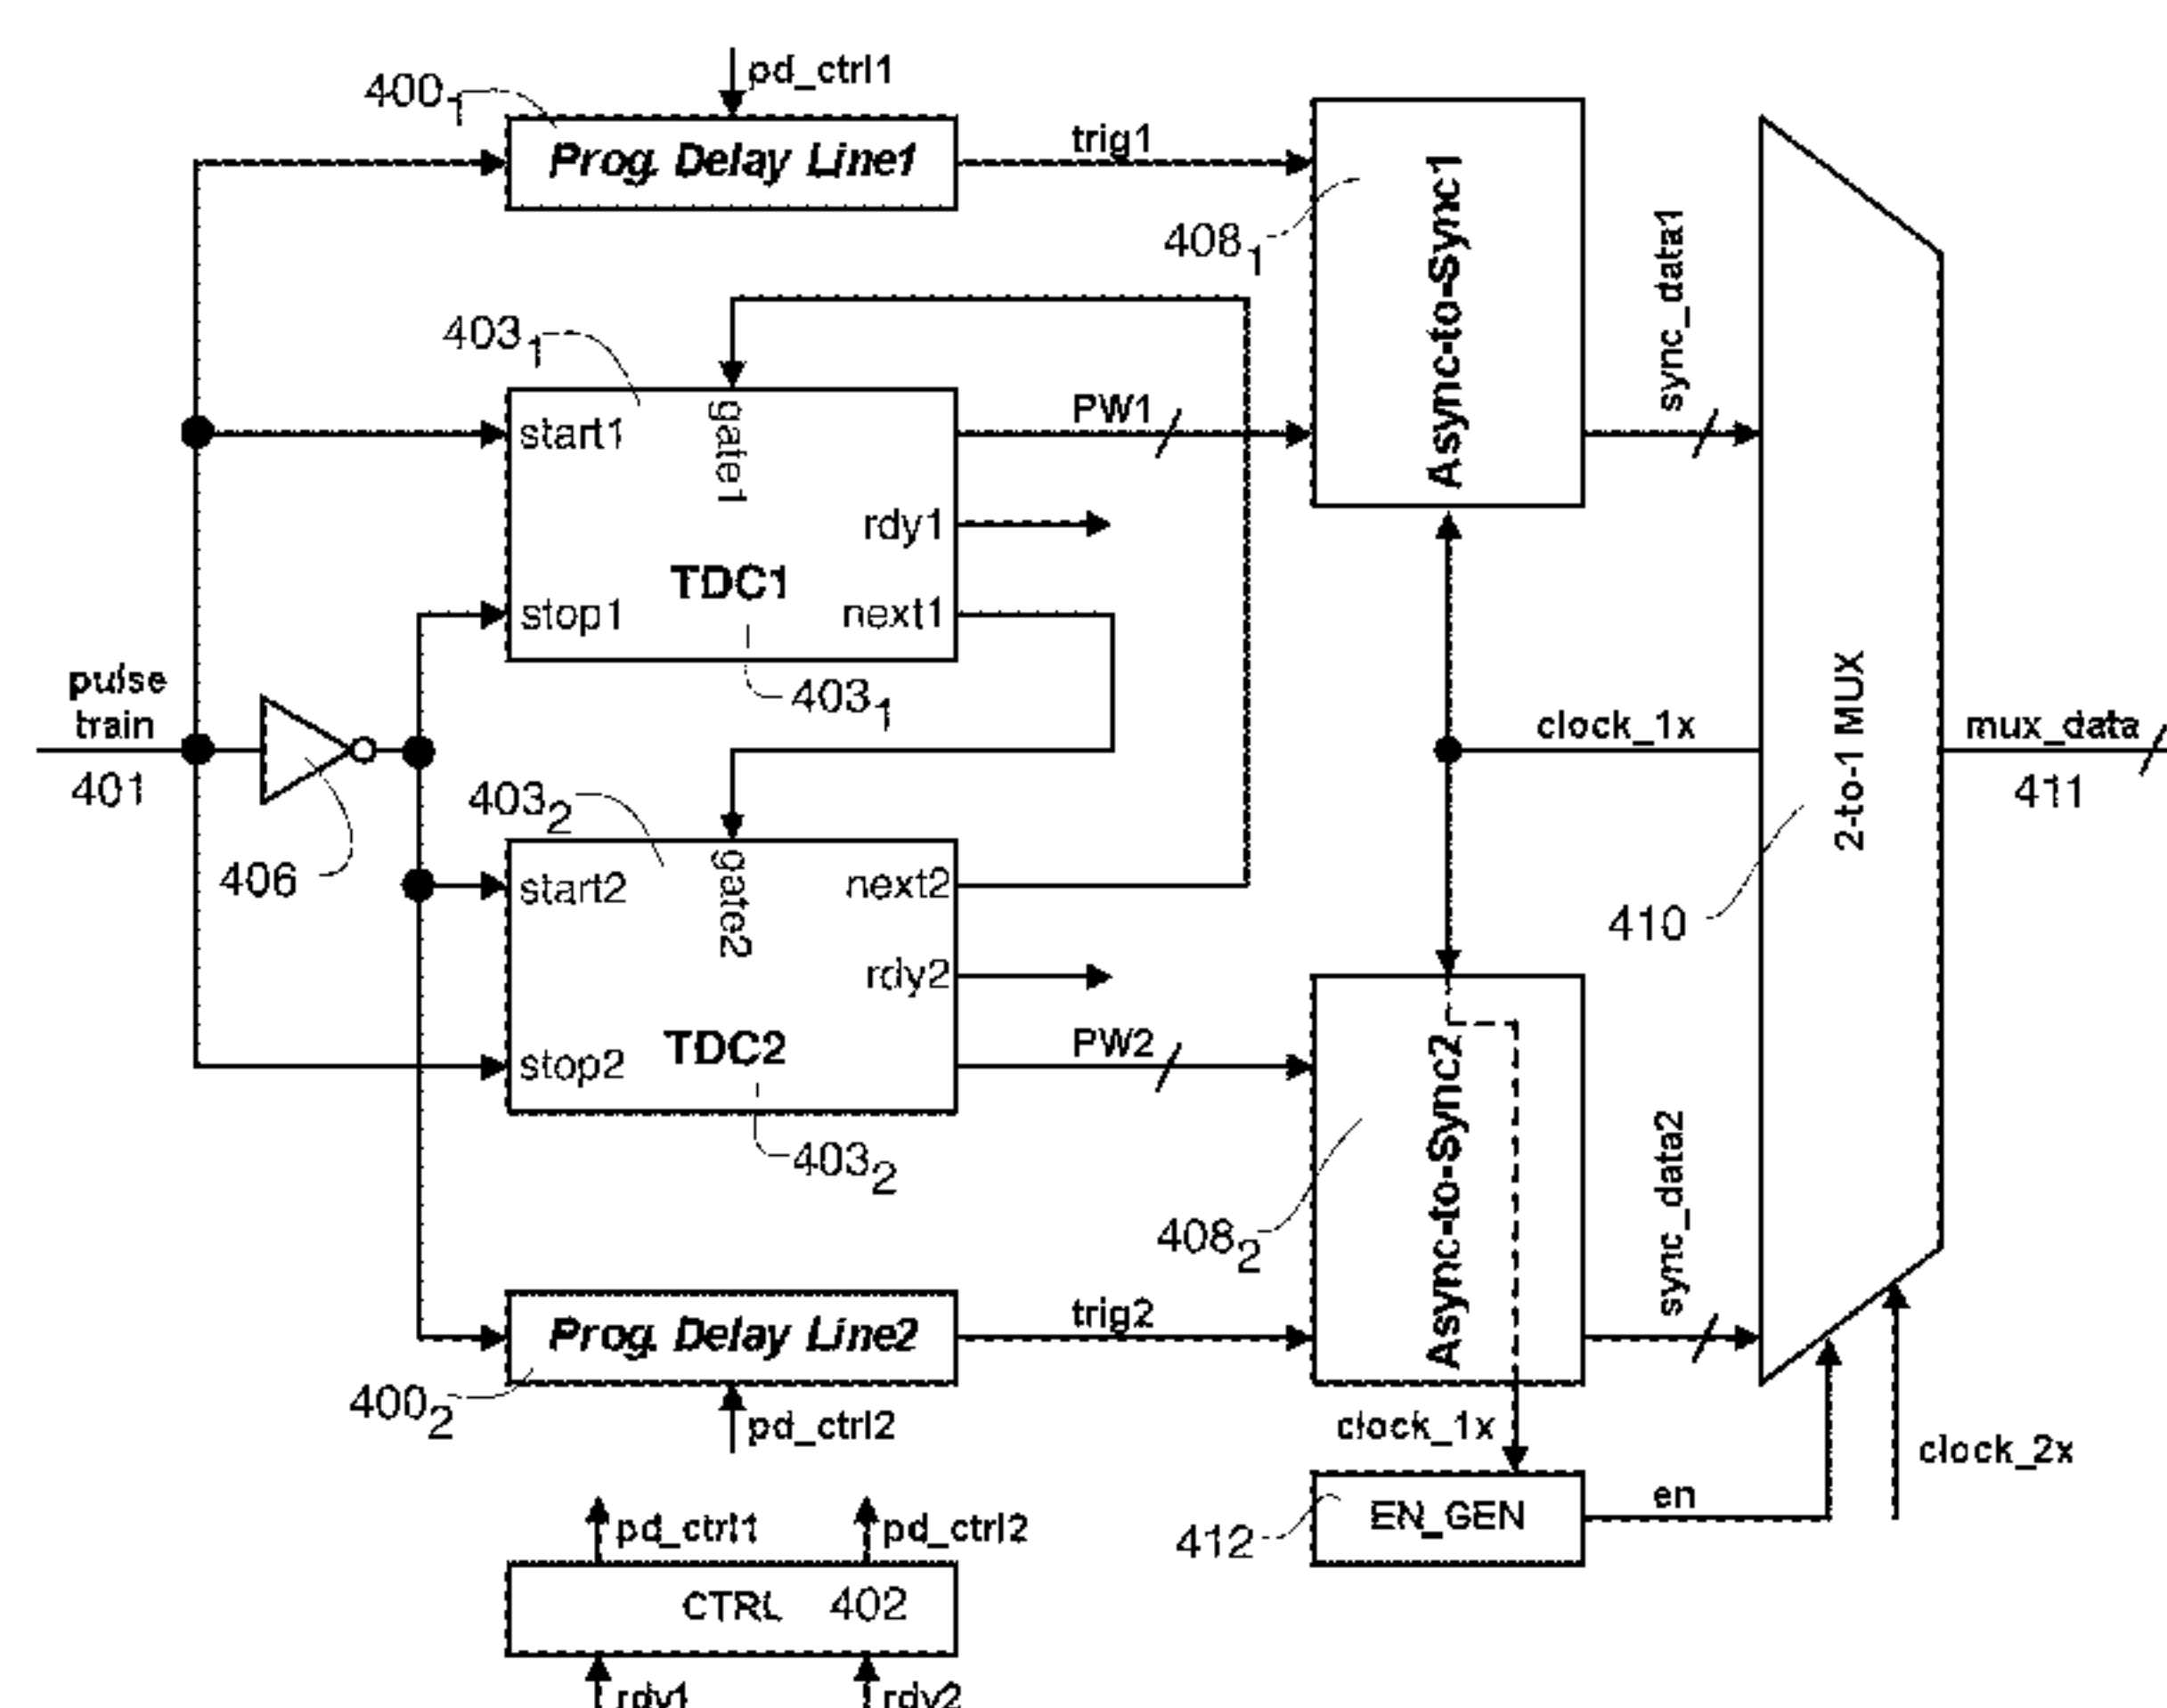 pd_ctrl1
400₁
Prog. Delay Line1
trig1
408₁
Async-to-Sync1
sync_data1
403₁
start1
gate1
PW1
rdy1
TDC1
stop1
next1
403₁
pulse
train
401
406
clock_1x
2-to-1 MUX
mux_data
411
403₂
start2
gate2
next2
410
rdy2
TDC2
stop2
PW2
403₂
408₂
Async-to-Sync2
sync_data2
Prog. Delay Line2
trig2
400₂
pd_ctrl2
clock_1x
clock_2x
EN_GEN
en
412
pd_ctrl1
pd_ctrl2
CTRL 402
rdy1
rdy2